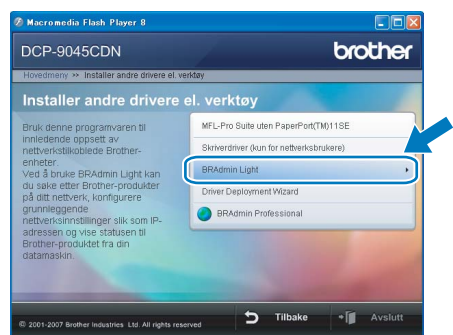 Macromedia Flash Player 8
DCP-9045CDN
brother
Hovedmeny >> Installer andre drivere el. verktøy
Installer andre drivere el. verktøy
Bruk denne programvaren til
innledende oppsett av
nettverkstilkoblede Brother-
enheter.
Ved å bruke BRAdmin Light kan
du søke etter Brother-produkter
på ditt nettverk, konfigurere
grunnleggende
nettverksinnstillinger slik som IP-
adressen og vise statusen til
Brother-produktet fra din
datamaskin.
MFL-Pro Suite uten PaperPort(TM)11SE
Skriverdriver (kun for nettverksbrukere)
BRAdmin Light
Driver Deployment Wizard
BRAdmin Professional
© 2001-2007 Brother Industries Ltd. All rights reserved
Tilbake
Avslutt